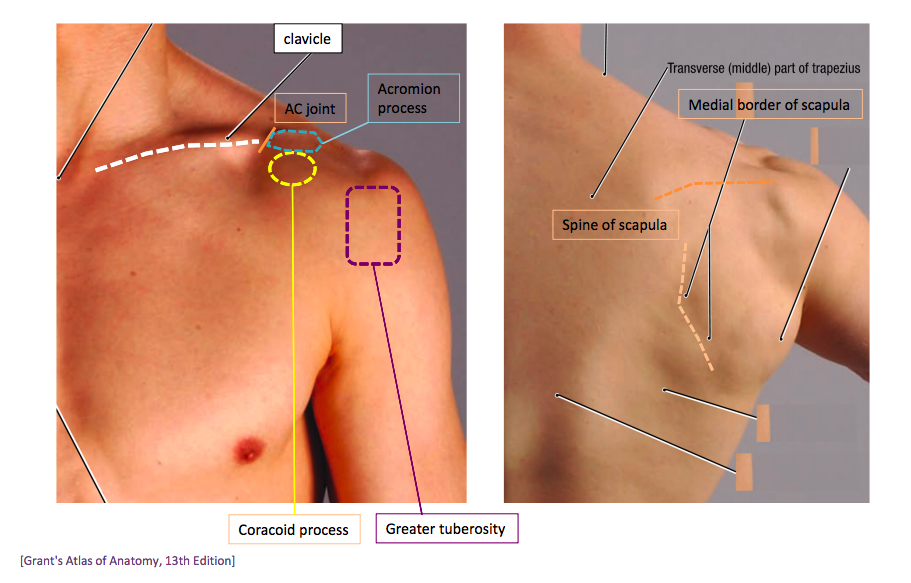 clavicle
Acromion
process
AC joint
Transverse (middle) part of trapezius
Medial border of scapula
Spine of scapula
Coracoid process
Greater tuberosity
[Grant's Atlas of Anatomy, 13th Edition]